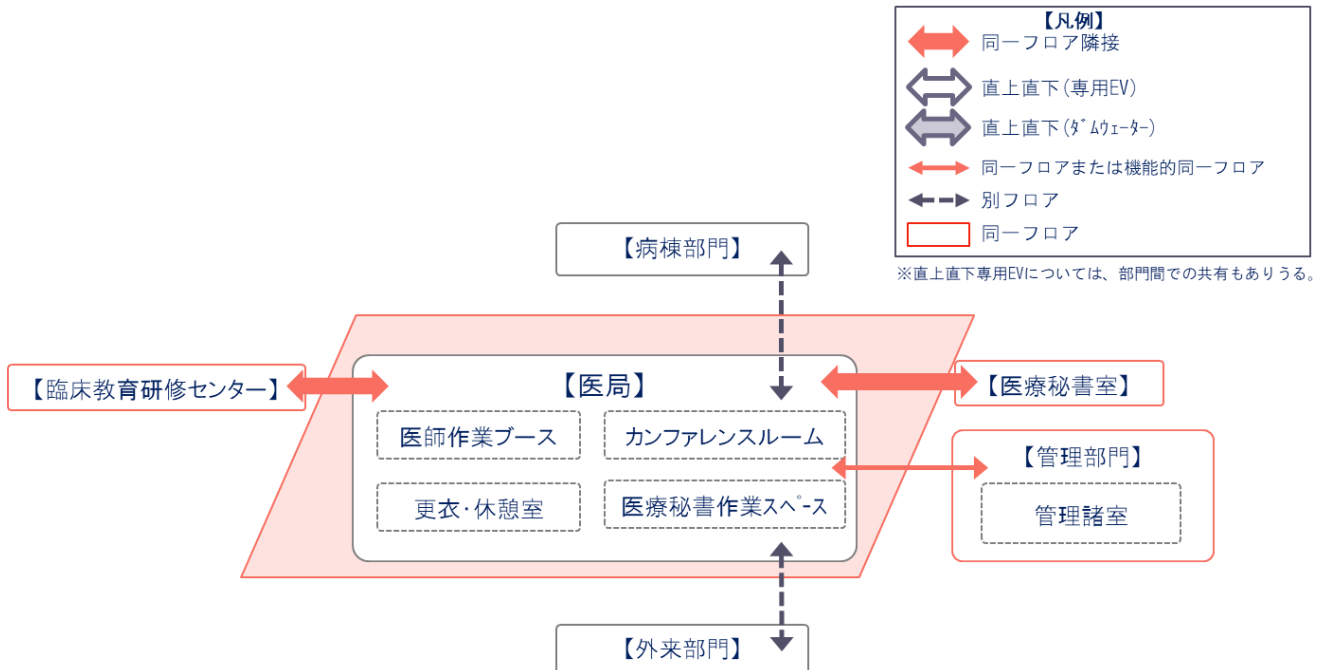 【凡例】
同一フロア隣接
直上直下(専用EV)
直上直下(ﾀﾞﾑｳｪｰﾀｰ)
同一フロアまたは機能的同一フロア
別フロア
同一フロア
※直上直下専用EVについては、部門間での共有もありうる。
【病棟部門】
【臨床教育研修センター】
【医局】
医師作業ブース
カンファレンスルーム
更衣・休憩室
医療秘書作業ｽﾍﾟｰｽ
【医療秘書室】
【管理部門】
管理諸室
【外来部門】